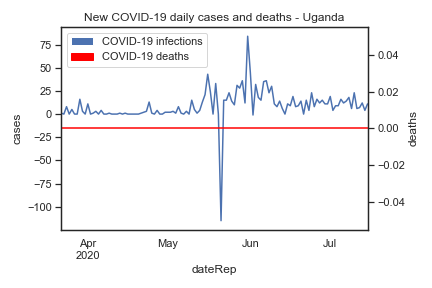 New COVID-19 daily cases and deaths - Uganda
COVID-19 infections
COVID-19 deaths
75
50
25
0
−25
−50
−75
−100
cases
0.04
0.02
0.00
−0.02
−0.04
deaths
Apr
2020
May
Jun
Jul
dateRep